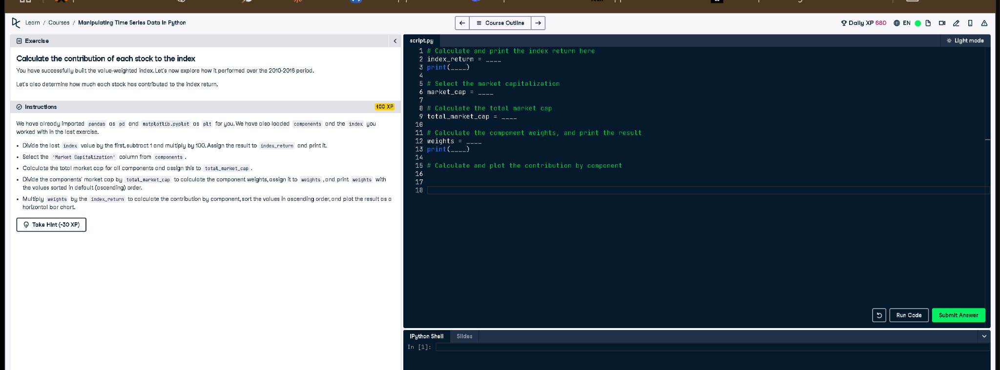 Learn / Courses / Manipulating Time Series Data in Python
Course Outline
Daily XP 680
EN
Exercise
Calculate the contribution of each stock to the index
You have successfully built the value-weighted index. Let's now explore how it performed over the 2010-2016 period.
Let's also determine how much each stock has contributed to the index return.
Instructions
100 XP
We have already imported pandas as pd and matplotlib.pyplot as plt for you. We have also loaded components and the index you
worked with in the last exercise.
• Divide the last index value by the first, subtract 1 and multiply by 100. Assign the result to index_return and print it.
• Select the 'Market Capitalization' column from components.
• Calculate the total market cap for all components and assign this to total_market_cap.
• Divide the components' market cap by total_market_cap to calculate the component weights, assign it to weights, and print weights with
the values sorted in default (ascending) order.
• Multiply weights by the index_return to calculate the contribution by component, sort the values in ascending order, and plot the result as a
horizontal bar chart.
Take Hint (-30 XP)
script.py
Light mode
1 # Calculate and print the index return here
2 index_return = ____
3 print(____)
4
5 # Select the market capitalization
6 market_cap = ____
7
8 # Calculate the total market cap
9 total_market_cap = ____
10
11 # Calculate the component weights, and print the result
12 weights = ____
13 print(____)
14
15 # Calculate and plot the contribution by component
16
17
18
Run Code
Submit Answer
IPython Shell
Slides
In [1]: